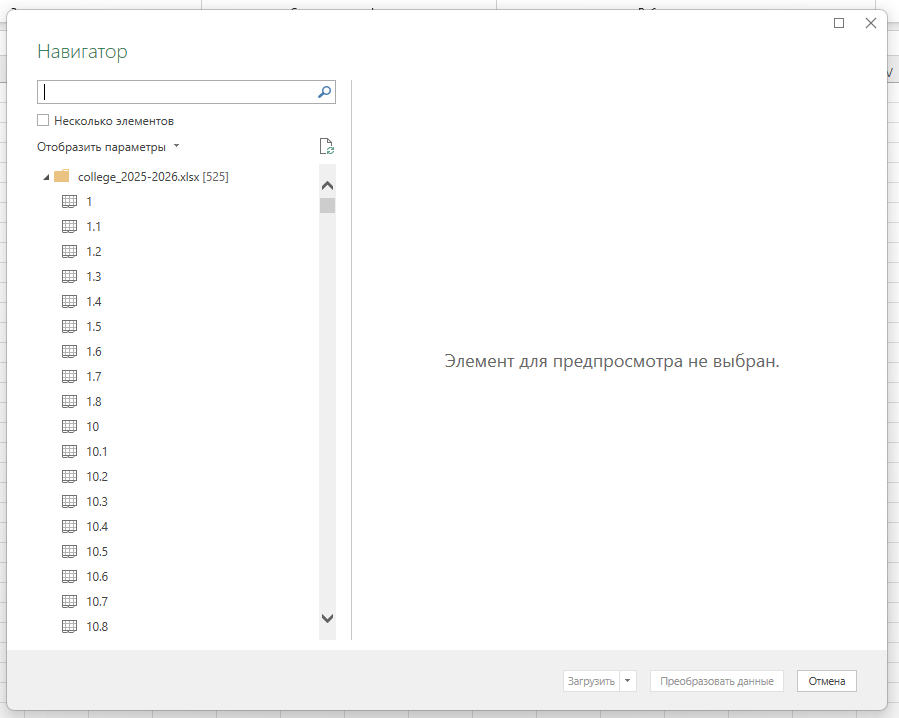 Навигатор
Несколько элементов
Отобразить параметры
college_2025-2026.xlsx [525]
1
1.1
1.2
1.3
1.4
1.5
1.6
1.7
1.8
10
10.1
10.2
10.3
10.4
10.5
10.6
10.7
10.8
Элемент для предпросмотра не выбран.
Загрузить
Преобразовать данные
Отмена